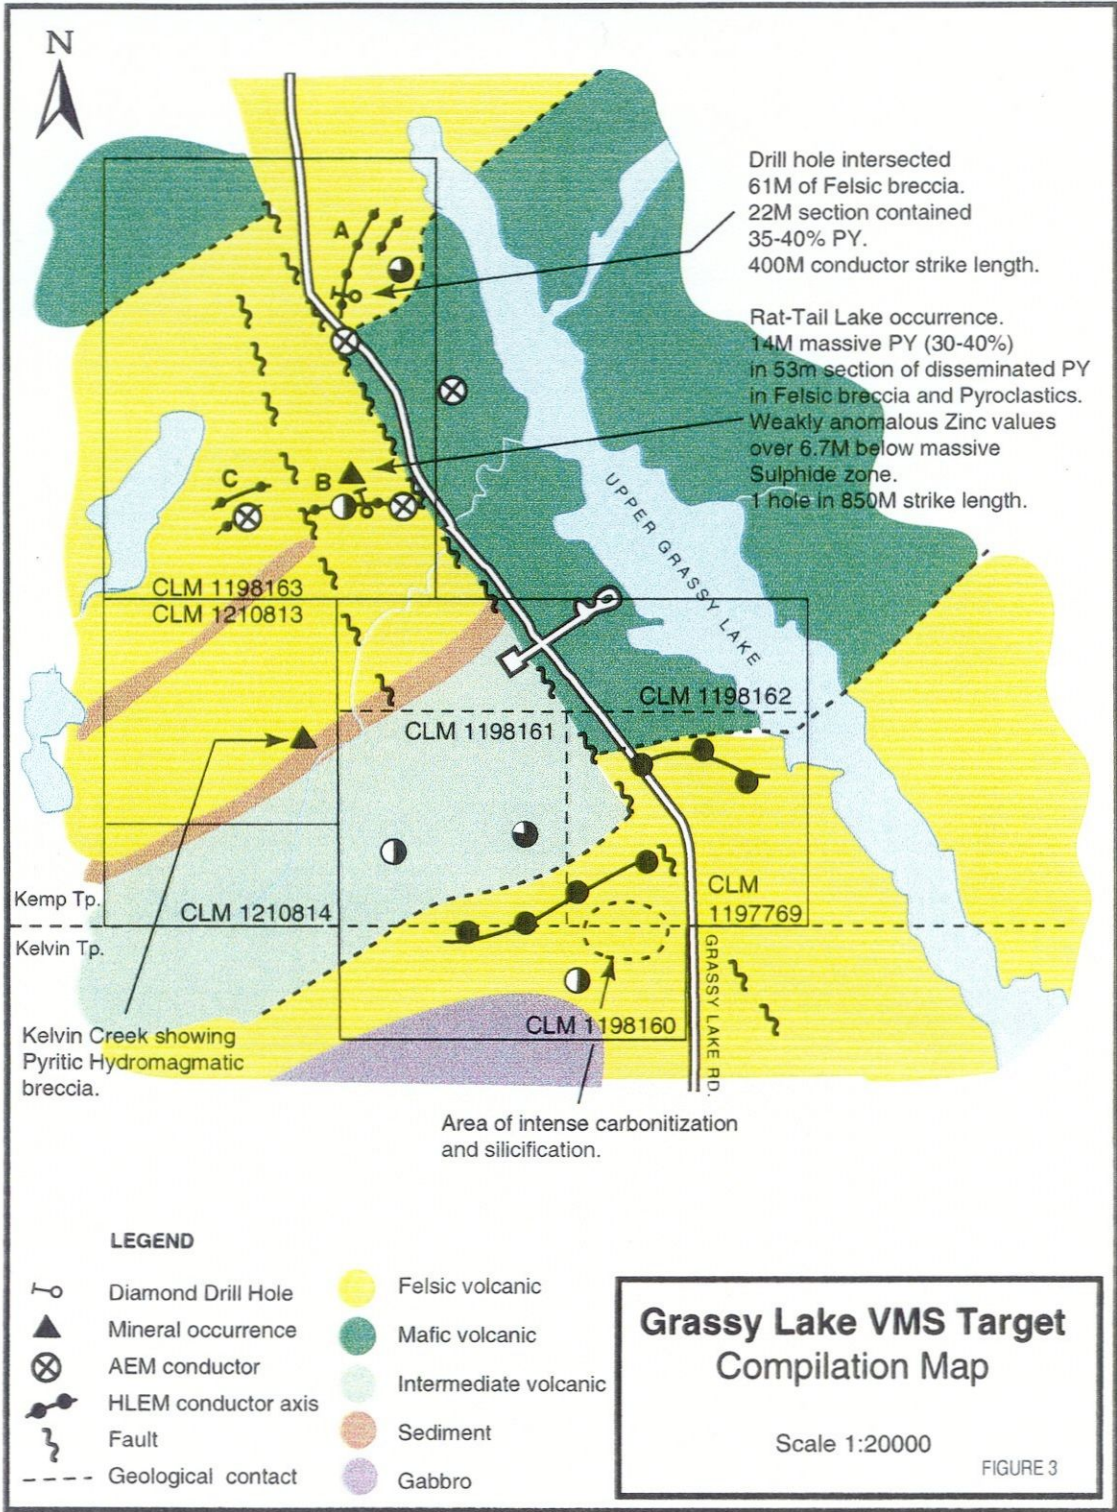 N
Drill hole intersected
61M of Felsic breccia.
22M section contained
35-40% PY.
400M conductor strike length.
A
Rat-Tail Lake occurrence.
14M massive PY (30-40%)
in 53m section of disseminated PY
in Felsic breccia and Pyroclastics.
Weakly anomalous Zinc values
over 6.7M below massive
Sulphide zone.
1 hole in 850M strike length.
C
B
UPPER GRASSY LAKE
CLM 1198163
CLM 1210813
CLM 1198162
CLM 1198161
CLM
1197769
Kemp Tp.
CLM 1210814
Kelvin Tp.
GRASSY LAKE RD.
CLM 1198160
Kelvin Creek showing
Pyritic Hydromagmatic
breccia.
Area of intense carbonitization
and silicification.
LEGEND
Diamond Drill Hole
Mineral occurrence
AEM conductor
HLEM conductor axis
Fault
Geological contact
Felsic volcanic
Mafic volcanic
Intermediate volcanic
Sediment
Gabbro
Grassy Lake VMS Target
Compilation Map
Scale 1:20000
FIGURE 3